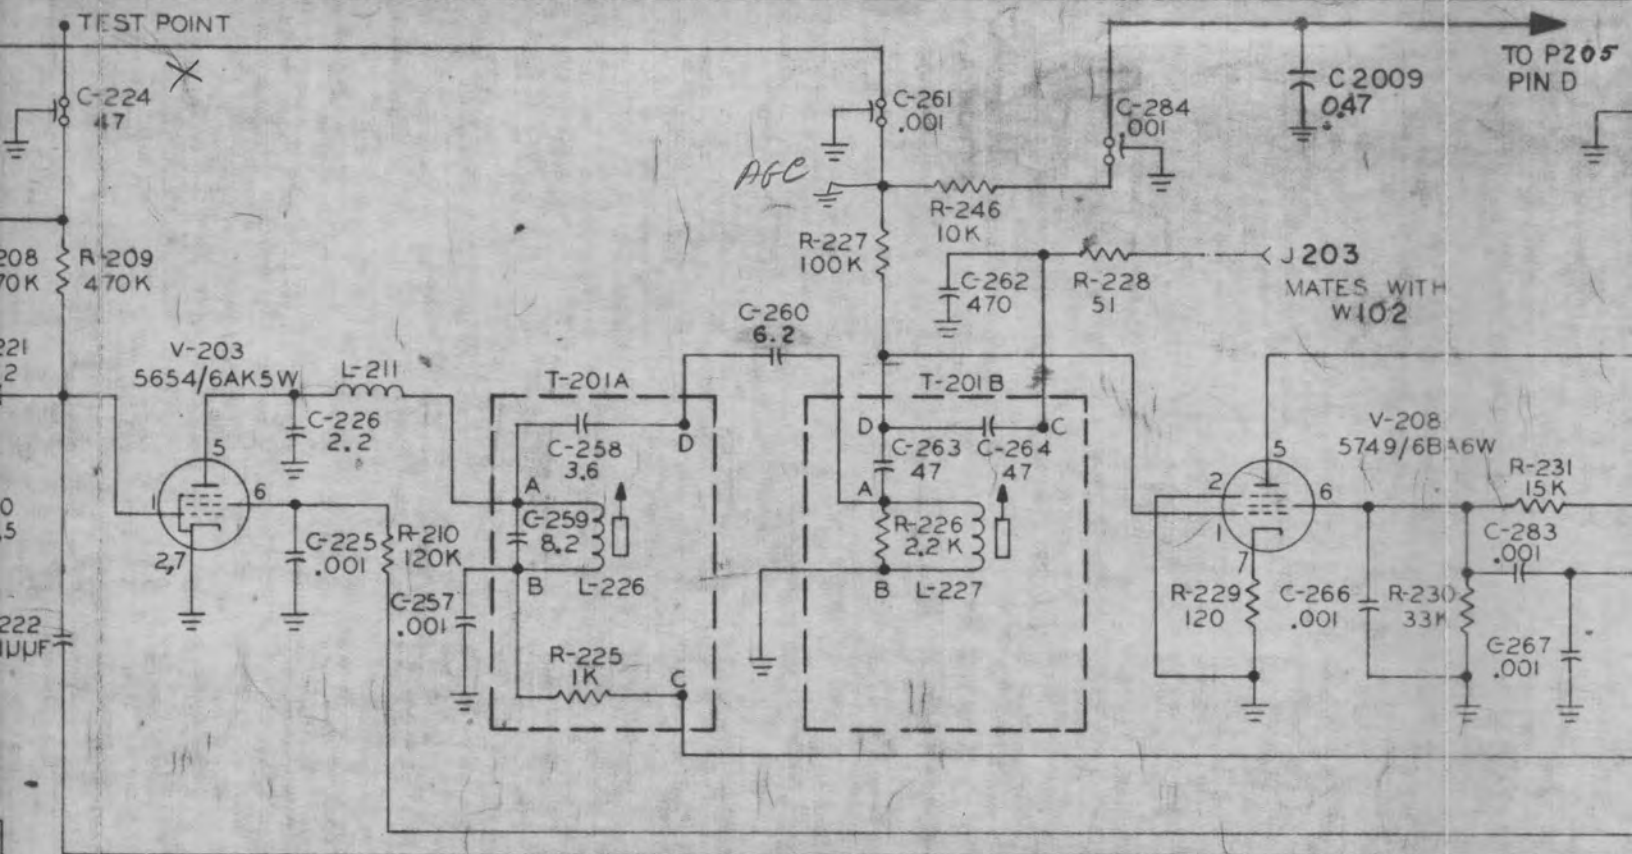 TEST POINT
TO P205
PIN D
C-224
47
C-261
.001
C-284
.001
C2009
.047
AGC
R-246
10K
R-227
100K
208
70K
R-209
470K
C-262
470
R-228
51
J203
MATES WITH
W102
C-260
6.2
221
.2
V-203
5654/6AK5W
L-211
T-201A
T-201B
C-226
2.2
C-258
3.6
D
D
C-263
47
C-264
47
C
V-208
5749/6BA6W
5
5
R-231
15K
1
6
A
A
2
1
6
0
.5
C-259
8.2
R-226
2.2K
C-283
.001
C-225
.001
R-210
120K
2,7
7
B
L-226
B
L-227
C-257
.001
R-229
120
C-266
.001
R-230
33K
222
1µµF
R-225
1K
C
C-267
.001